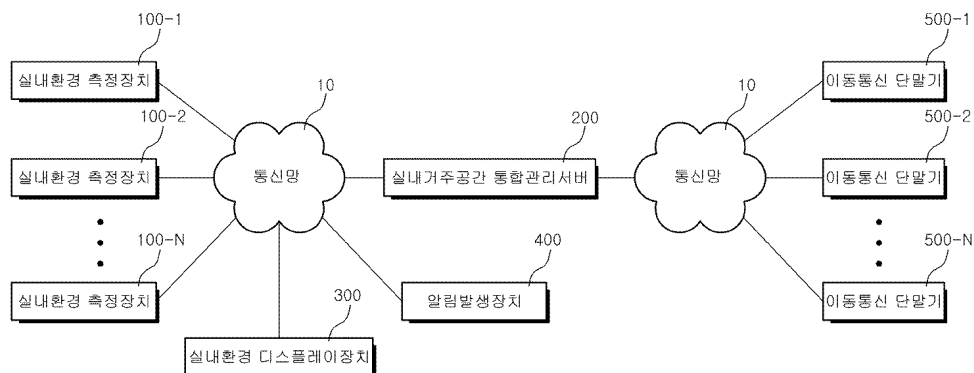 100-1
실내환경 측정장치
100-2
실내환경 측정장치
100-N
실내환경 측정장치
10
통신망
200
실내거주공간 통합관리서버
10
통신망
500-1
이동통신 단말기
500-2
이동통신 단말기
500-N
이동통신 단말기
400
알림발생장치
300
실내환경 디스플레이장치